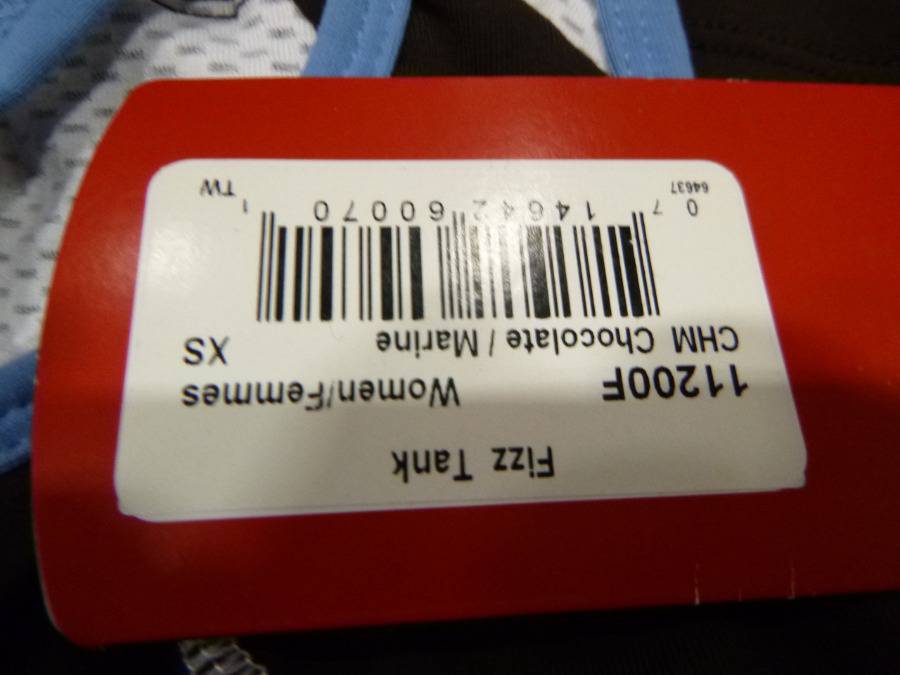 Fizz Tank
11200F Women/Femmes
CHM Chocolate / Marine XS
0 7 14642 60070 1
64637 TW